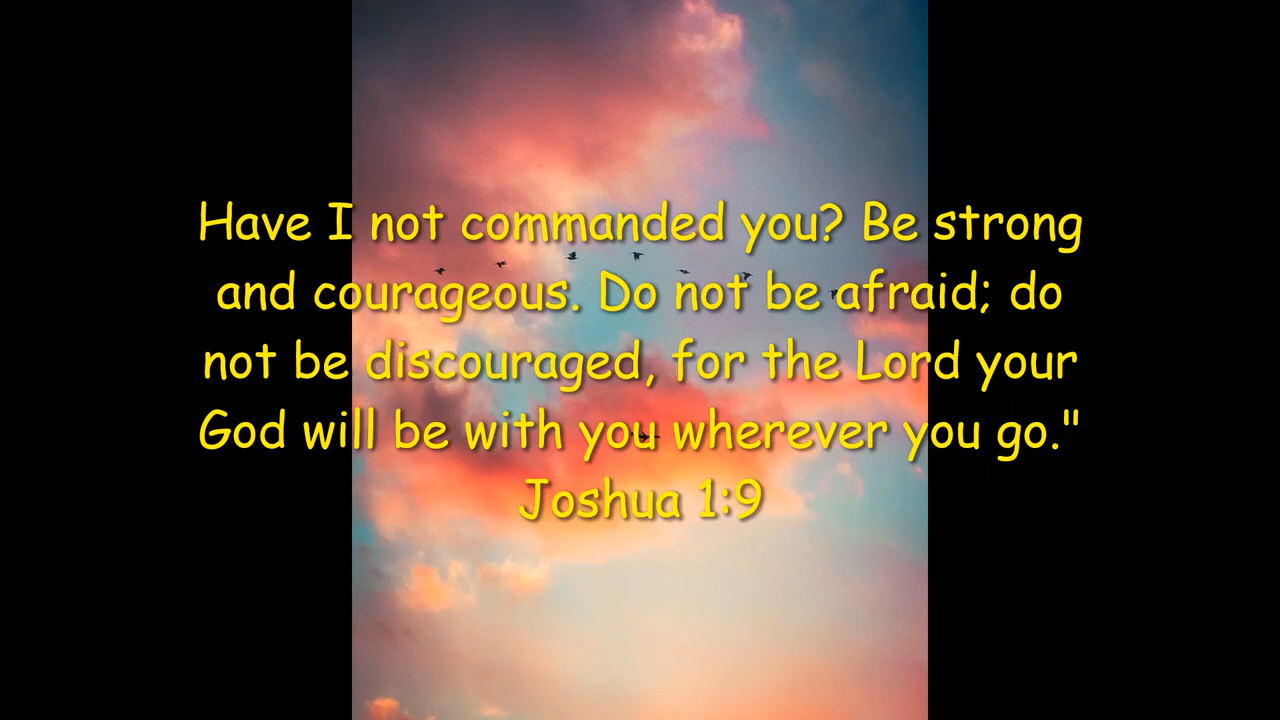 Have I not commanded you? Be strong
and courageous. Do not be afraid; do
not be discouraged, for the Lord your
God will be with you wherever you go."
Joshua 1:9